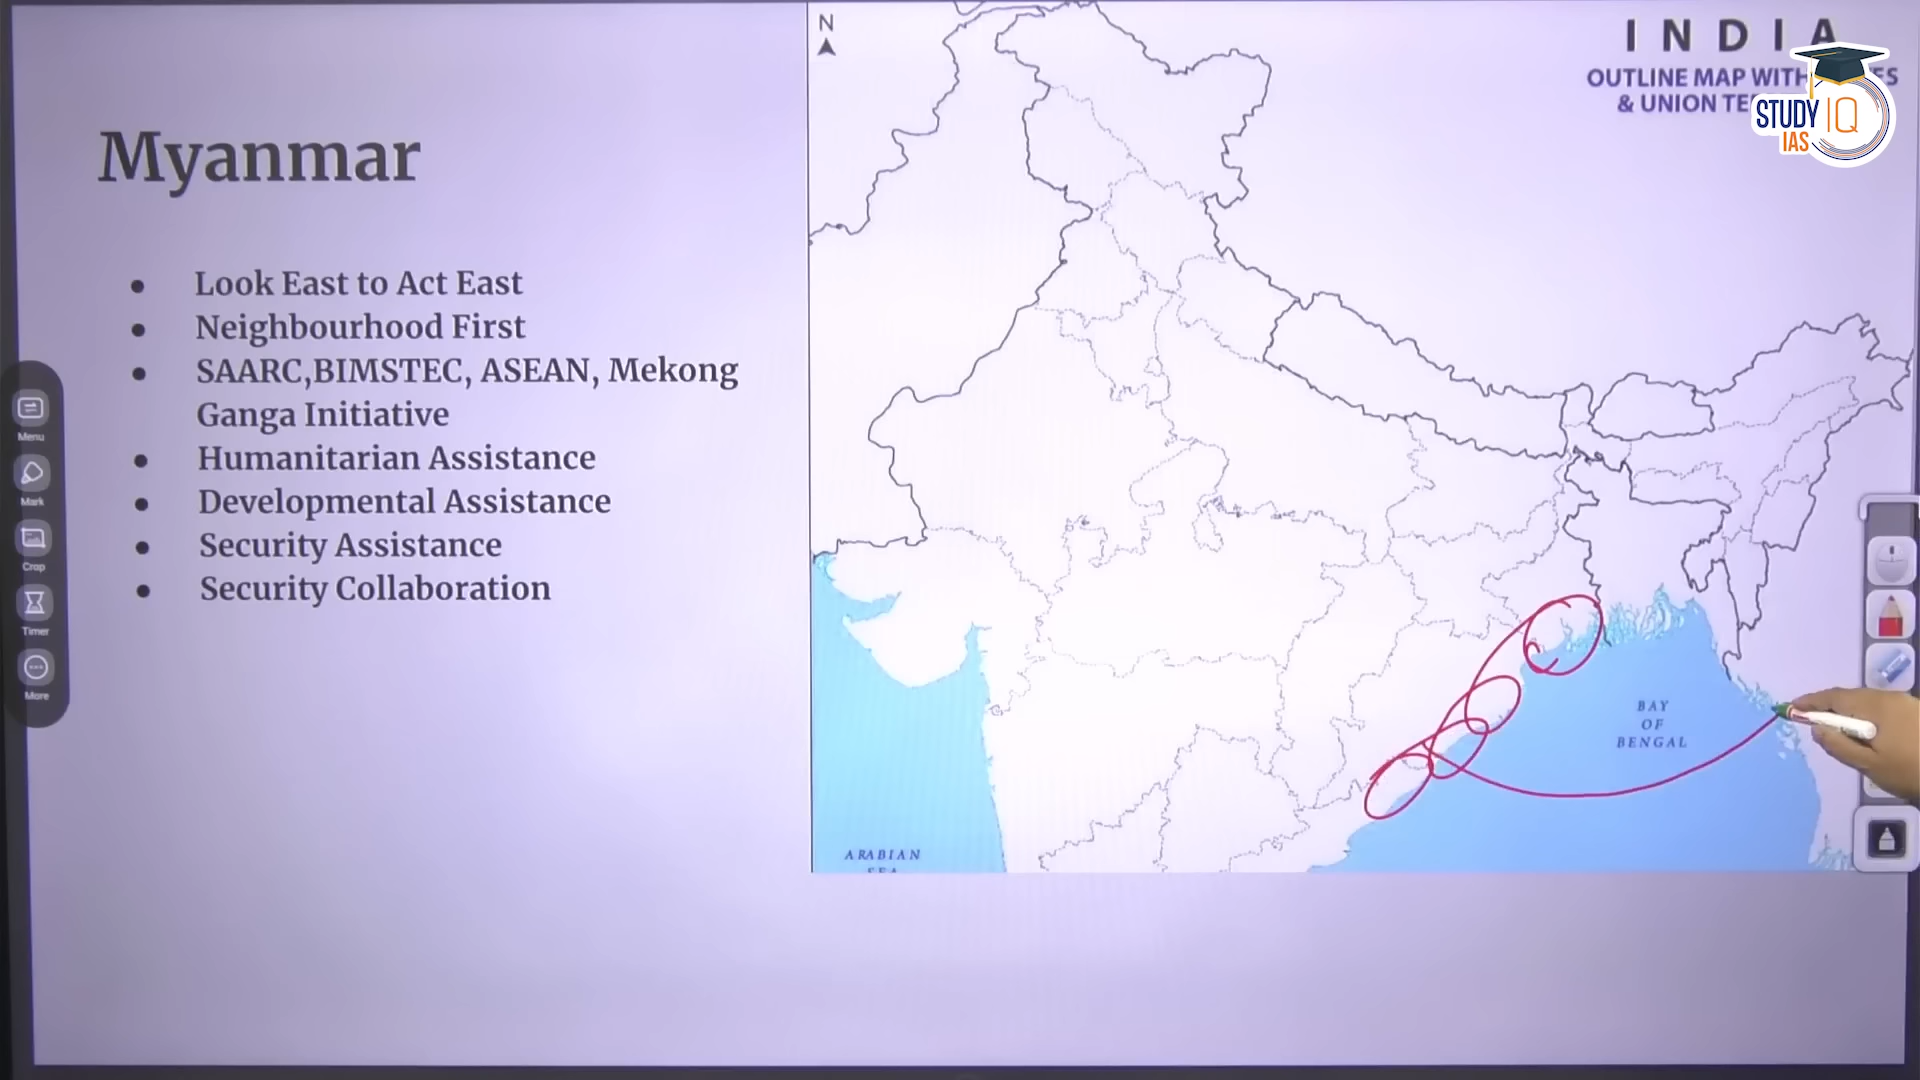 N
INDIA
OUTLINE MAP WITH
& UNION
STUDY IQ
IAS
Myanmar
Look East to Act East
Neighbourhood First
SAARC,BIMSTEC, ASEAN, Mekong
Ganga Initiative
Humanitarian Assistance
Developmental Assistance
Security Assistance
Security Collaboration
Menu
Mark
Crop
Timer
More
BAY
OF
BENGAL
ARABIAN